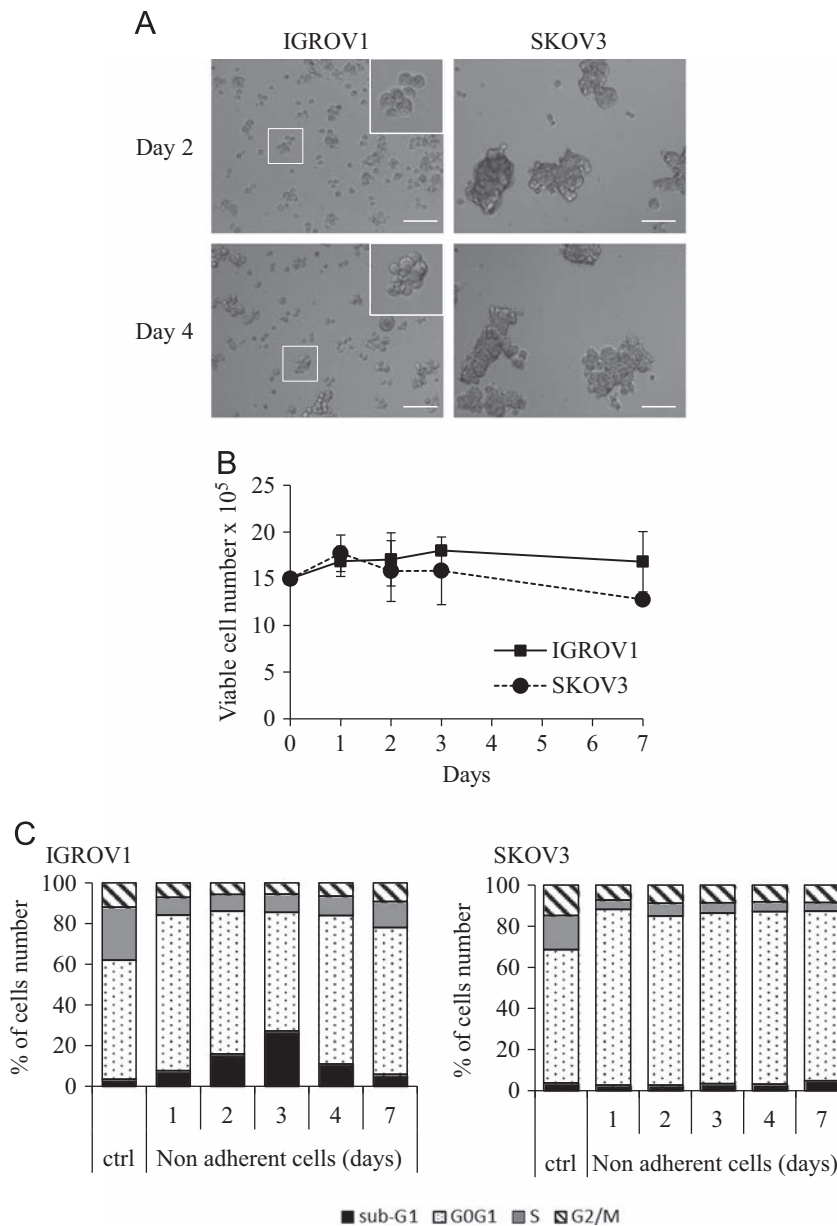 A
IGROV1 SKOV3
Day 2
Day 4
B
Viable cell number x 10⁵
25
20
15
10
5
0
0 1 2 3 4 5 6 7
Days
IGROV1
SKOV3
C
IGROV1
% of cells number
100
80
60
40
20
0
1 2 3 4 7
ctrl Non adherent cells (days)
SKOV3
% of cells number
100
80
60
40
20
0
1 2 3 4 7
ctrl Non adherent cells (days)
sub-G1 G0G1 S G2/M